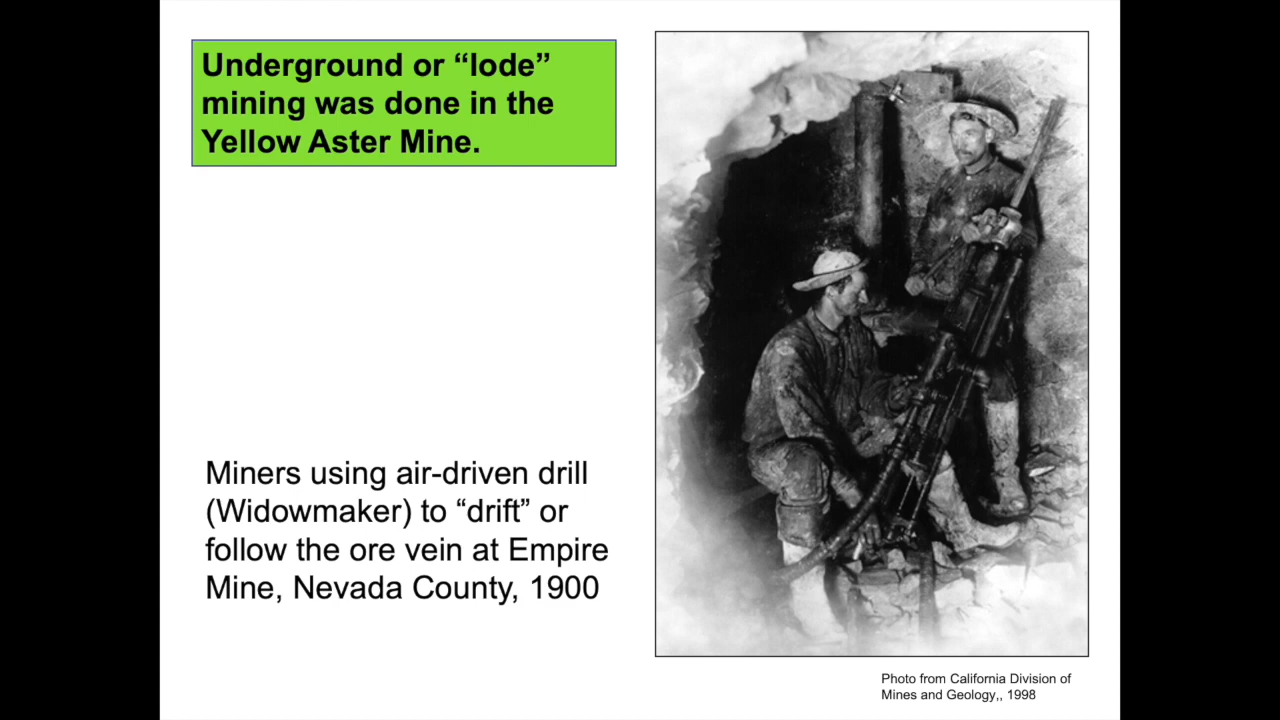 Underground or “lode”
mining was done in the
Yellow Aster Mine.
Miners using air-driven drill
(Widowmaker) to “drift” or
follow the ore vein at Empire
Mine, Nevada County, 1900
Photo from California Division of
Mines and Geology,, 1998